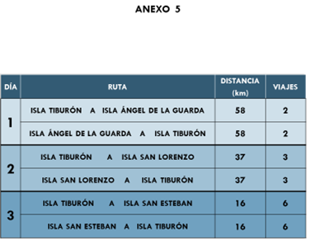 ANEXO 5
DÍA RUTA DISTANCIA (km) VIAJES
1 ISLA TIBURÓN A ISLA ÁNGEL DE LA GUARDA 58 2
ISLA ÁNGEL DE LA GUARDA A ISLA TIBURÓN 58 2
2 ISLA TIBURÓN A ISLA SAN LORENZO 37 3
ISLA SAN LORENZO A ISLA TIBURÓN 37 3
3 ISLA TIBURÓN A ISLA SAN ESTEBAN 16 6
ISLA SAN ESTEBAN A ISLA TIBURÓN 16 6